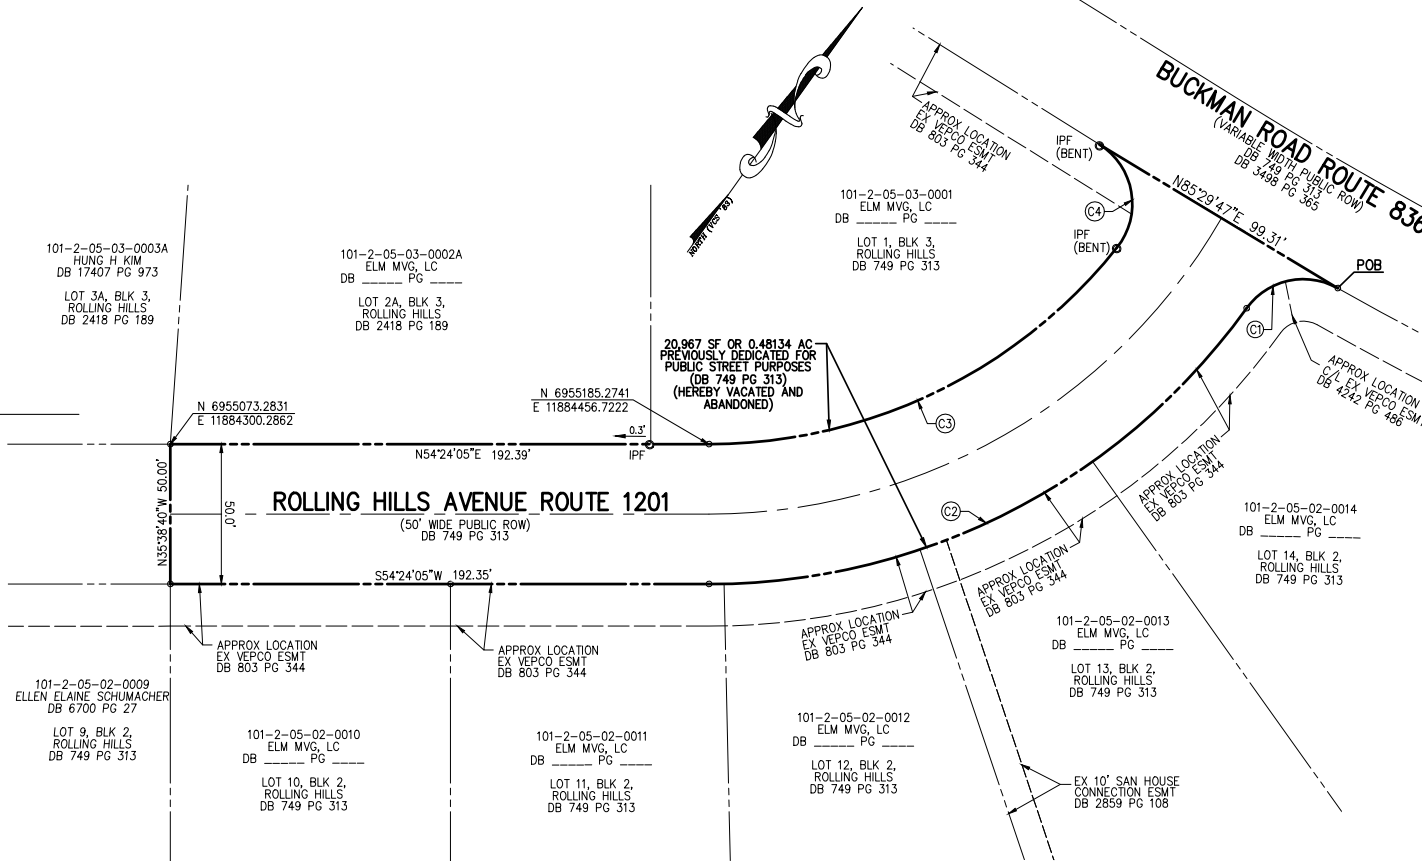 BUCKMAN ROAD ROUTE 836
(VARIABLE WIDTH PUBLIC ROW)
DB 749 PG 313
DB 3498 PG 365
APPROX LOCATION
EX VEPCO ESMT
DB 803 PG 344
IPF
(BENT)
N85°29'47"E 99.31'
C4
IPF
(BENT)
POB
C1
NORTH (VCS '83)
101-2-05-03-0001
ELM MVG, LC
DB _____ PG ____
LOT 1, BLK 3,
ROLLING HILLS
DB 749 PG 313
101-2-05-03-0003A
HUNG H KIM
DB 17407 PG 973
LOT 3A, BLK 3,
ROLLING HILLS
DB 2418 PG 189
101-2-05-03-0002A
ELM MVG, LC
DB _____ PG ____
LOT 2A, BLK 3,
ROLLING HILLS
DB 2418 PG 189
20,967 SF OR 0.48134 AC
PREVIOUSLY DEDICATED FOR
PUBLIC STREET PURPOSES
(DB 749 PG 313)
(HEREBY VACATED AND
ABANDONED)
APPROX LOCATION
C/L EX VEPCO ESMT
DB 4242 PG 486
N 6955073.2831
E 11884300.2862
N 6955185.2741
E 11884456.7222
0.3'
IPF
C3
N54°24'05"E 192.39'
N35°38'40"W 50.00'
50.0'
ROLLING HILLS AVENUE ROUTE 1201
(50' WIDE PUBLIC ROW)
DB 749 PG 313
C2
S54°24'05"W 192.35'
APPROX LOCATION
EX VEPCO ESMT
DB 803 PG 344
APPROX LOCATION
EX VEPCO ESMT
DB 803 PG 344
APPROX LOCATION
EX VEPCO ESMT
DB 803 PG 344
APPROX LOCATION
EX VEPCO ESMT
DB 803 PG 344
APPROX LOCATION
EX VEPCO ESMT
DB 803 PG 344
101-2-05-02-0014
ELM MVG, LC
DB _____ PG ____
LOT 14, BLK 2,
ROLLING HILLS
DB 749 PG 313
101-2-05-02-0013
ELM MVG, LC
DB _____ PG ____
LOT 13, BLK 2,
ROLLING HILLS
DB 749 PG 313
101-2-05-02-0009
ELLEN ELAINE SCHUMACHER
DB 6700 PG 27
LOT 9, BLK 2,
ROLLING HILLS
DB 749 PG 313
101-2-05-02-0010
ELM MVG, LC
DB _____ PG ____
LOT 10, BLK 2,
ROLLING HILLS
DB 749 PG 313
101-2-05-02-0011
ELM MVG, LC
DB _____ PG ____
LOT 11, BLK 2,
ROLLING HILLS
DB 749 PG 313
101-2-05-02-0012
ELM MVG, LC
DB _____ PG ____
LOT 12, BLK 2,
ROLLING HILLS
DB 749 PG 313
EX 10' SAN HOUSE
CONNECTION ESMT
DB 2859 PG 108